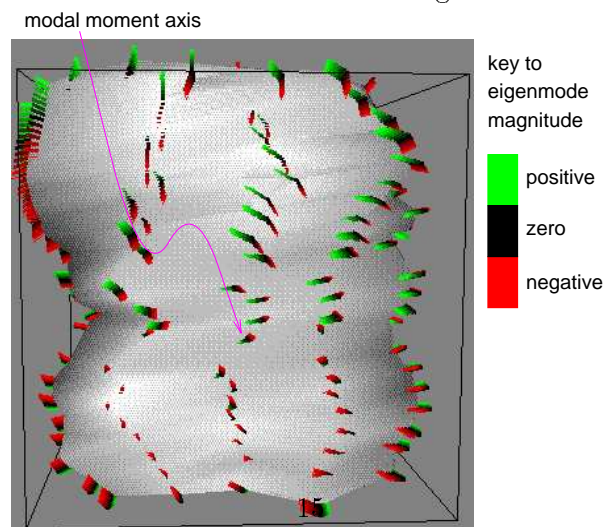 modal moment axis
key to
eigenmode
magnitude
positive
zero
negative
15